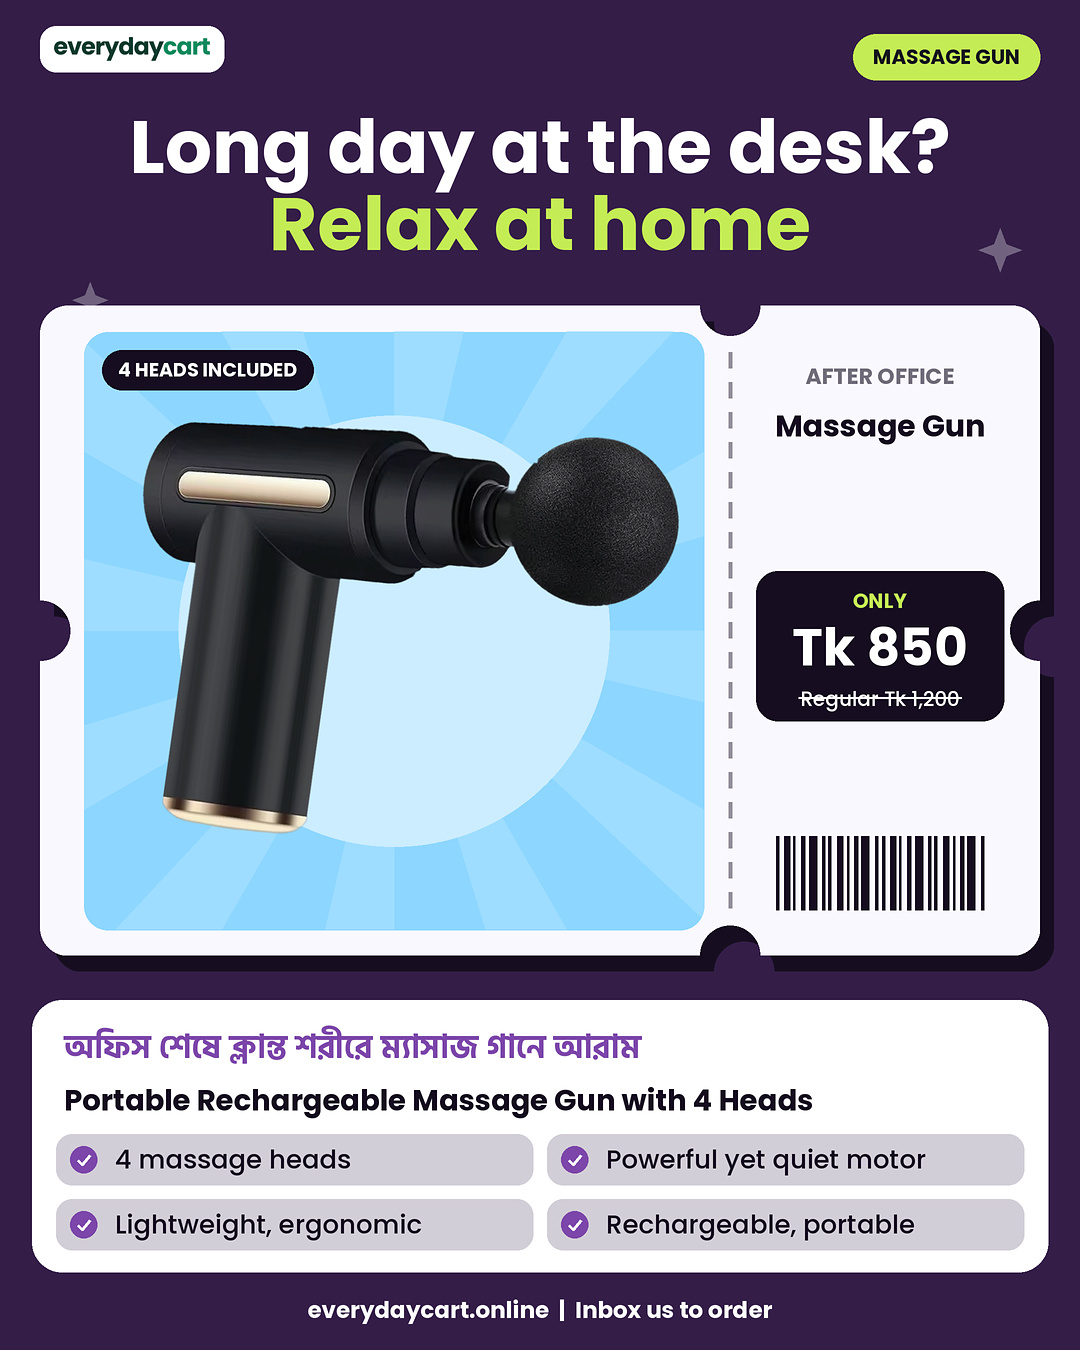 everydaycart
MASSAGE GUN
Long day at the desk?
Relax at home
4 HEADS INCLUDED
AFTER OFFICE
Massage Gun
ONLY
Tk 850
Regular Tk 1,200
অফিস শেষে ক্লান্ত শরীরে ম্যাসাজ গানে আরাম
Portable Rechargeable Massage Gun with 4 Heads
4 massage heads
Powerful yet quiet motor
Lightweight, ergonomic
Rechargeable, portable
everydaycart.online | Inbox us to order